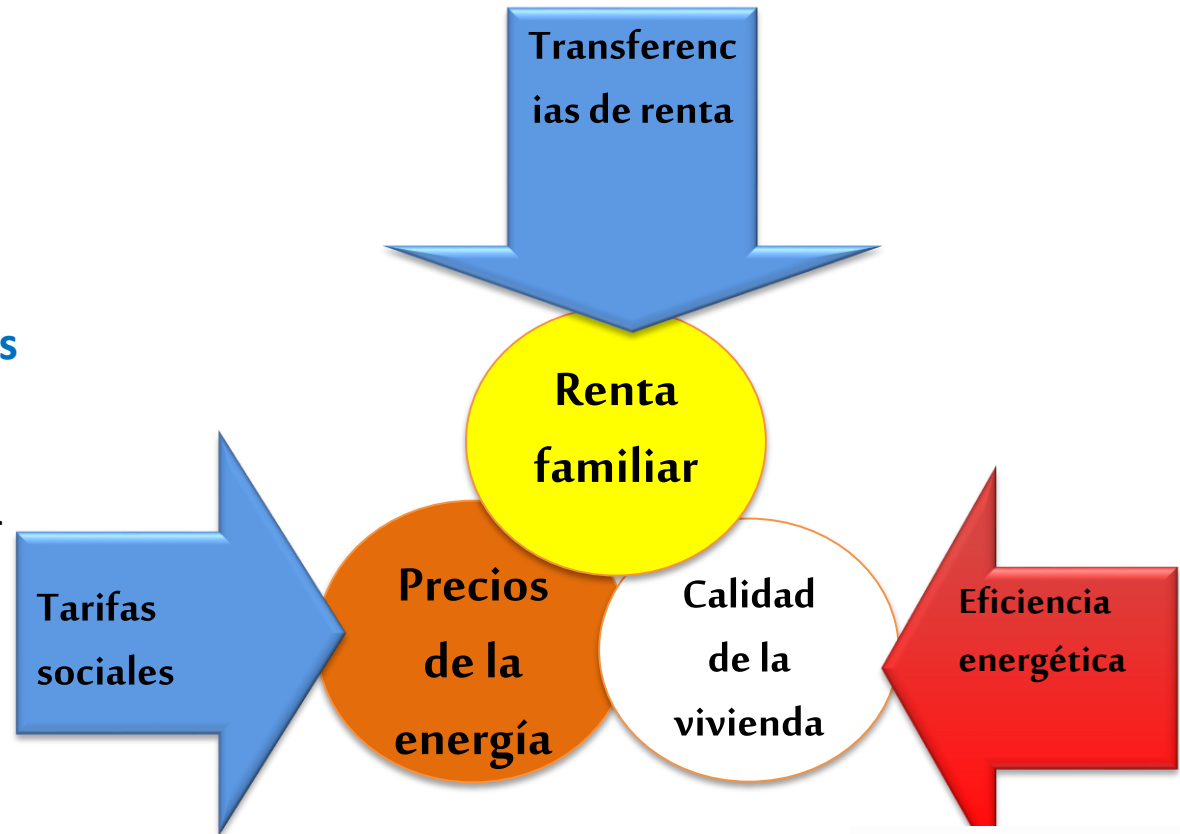 Transferenc
ias de renta
s
Renta
familiar
Precios
de la
energía
Calidad
de la
vivienda
Tarifas
sociales
Eficiencia
energética